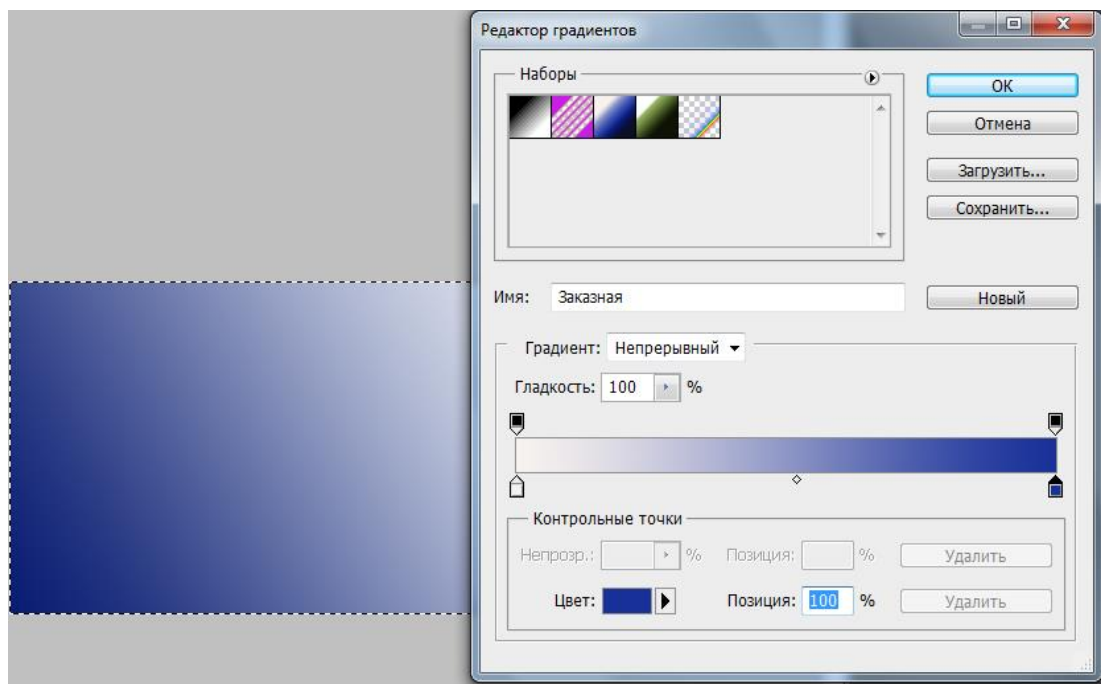 Редактор градиентов
Наборы
ОК
Отмена
Загрузить...
Сохранить...
Имя: Заказная
Новый
Градиент: Непрерывный
Гладкость: 100 %
Контрольные точки
Непрозр.: % Позиция: % Удалить
Цвет: Позиция: 100 % Удалить